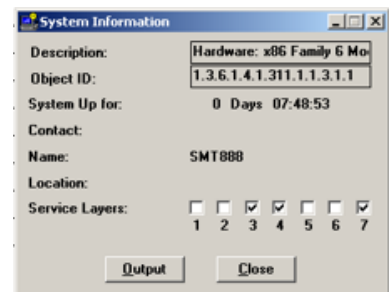 System Information
Description: Hardware: x86 Family 6 Mo
Object ID: 1.3.6.1.4.1.311.1.1.3.1.1
System Up for: 0 Days 07:48:53
Contact:
Name: SMT888
Location:
Service Layers:
1 2 3 4 5 6 7
Output Close